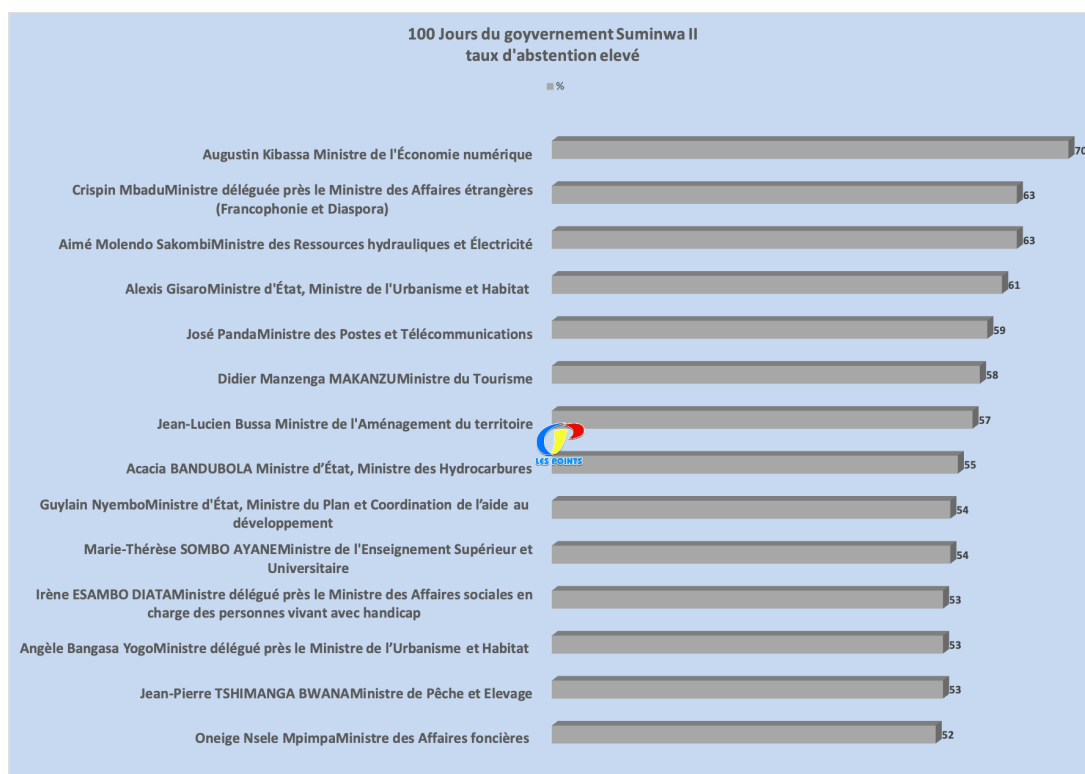 100 Jours du goyvernement Suminwa II
taux d'abstention elevé
%
Augustin Kibassa Ministre de l'Économie numérique
70
Crispin MbaduMinistre déléguée près le Ministre des Affaires étrangères
(Francophonie et Diaspora)
63
Aimé Molendo SakombiMinistre des Ressources hydrauliques et Électricité
63
Alexis GisaroMinistre d'État, Ministre de l'Urbanisme et Habitat
61
José PandaMinistre des Postes et Télécommunications
59
Didier Manzenga MAKANZUMinistre du Tourisme
58
Jean-Lucien Bussa Ministre de l'Aménagement du territoire
57
LES POINTS
Acacia BANDUBOLA Ministre d’État, Ministre des Hydrocarbures
55
Guylain NyemboMinistre d'État, Ministre du Plan et Coordination de l’aide au
développement
54
Marie-Thérèse SOMBO AYANEMinistre de l'Enseignement Supérieur et
Universitaire
54
Irène ESAMBO DIATAMinistre délégué près le Ministre des Affaires sociales en
charge des personnes vivant avec handicap
53
Angèle Bangasa YogoMinistre délégué près le Ministre de l’Urbanisme et Habitat
53
Jean-Pierre TSHIMANGA BWANAMinistre de Pêche et Elevage
53
Oneige Nsele MpimpaMinistre des Affaires foncières
52